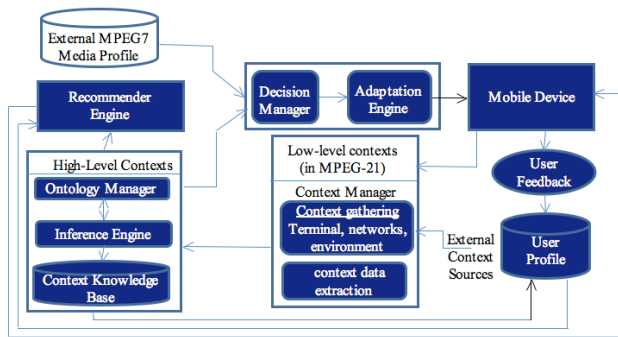 External MPEG7
Media Profile
Recommender
Engine
Decision
Manager
Adaptation
Engine
Mobile Device
High-Level Contexts
Ontology Manager
Inference Engine
Context Knowledge
Base
Low-level contexts
(in MPEG-21)
Context Manager
Context gathering
Terminal, networks,
environment
context data
extraction
External
Context
Sources
User
Feedback
User
Profile